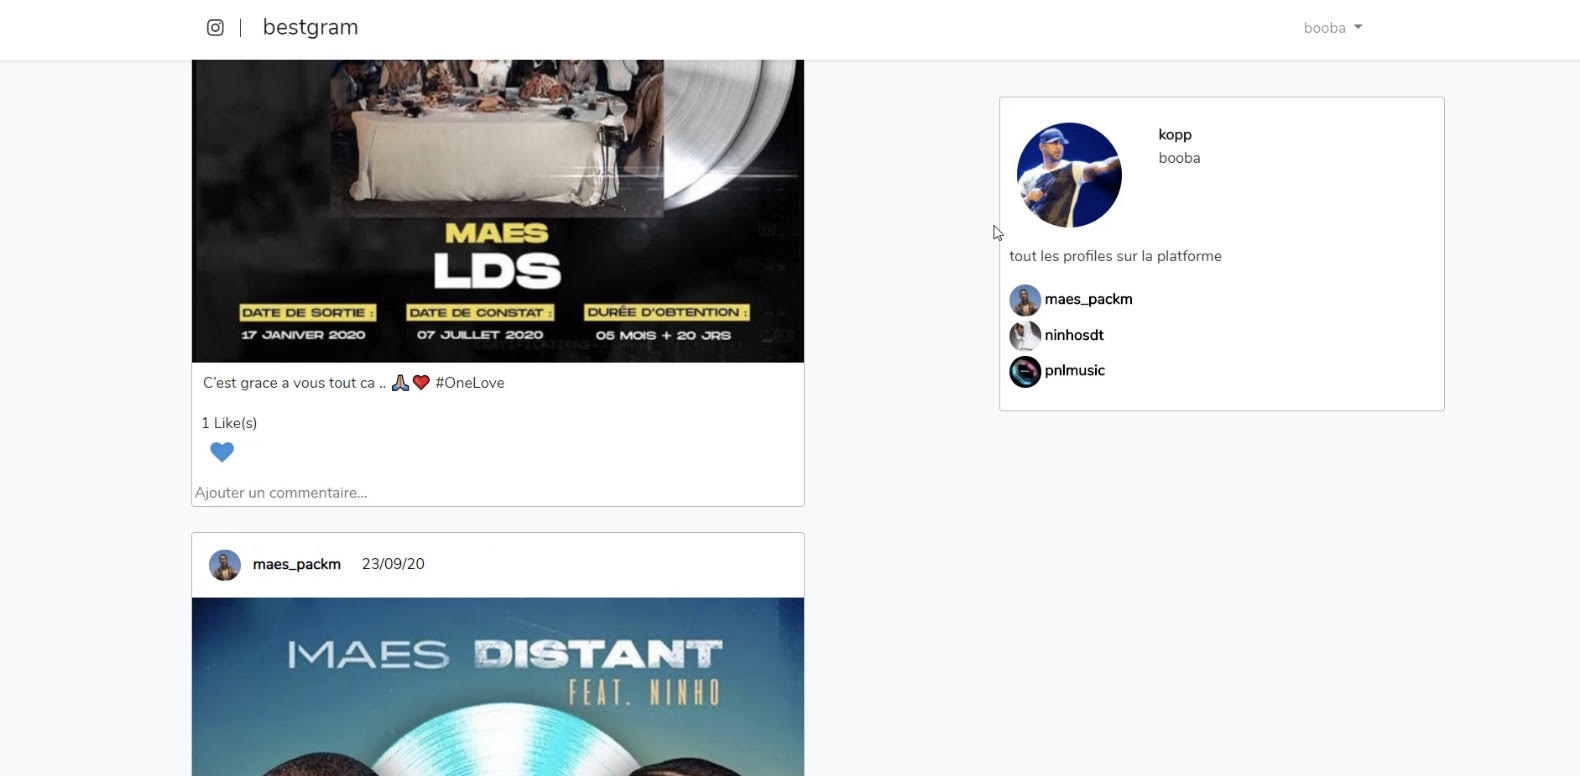 bestgram
booba
MAES
LDS
DATE DE SORTIE :
DATE DE CONSTAT :
DURÉE D'OBTENTION :
17 JANIVER 2020
07 JUILLET 2020
05 MOIS + 20 JRS
CERTIFICATIONS
C'est grace a vous tout ca .. 🙏🏽❤️ #OneLove
1 Like(s)
Ajouter un commentaire...
maes_packm 23/09/20
MAES DISTANT
FEAT. NINHO
kopp
booba
tout les profiles sur la platforme
maes_packm
ninhosdt
pnlmusic